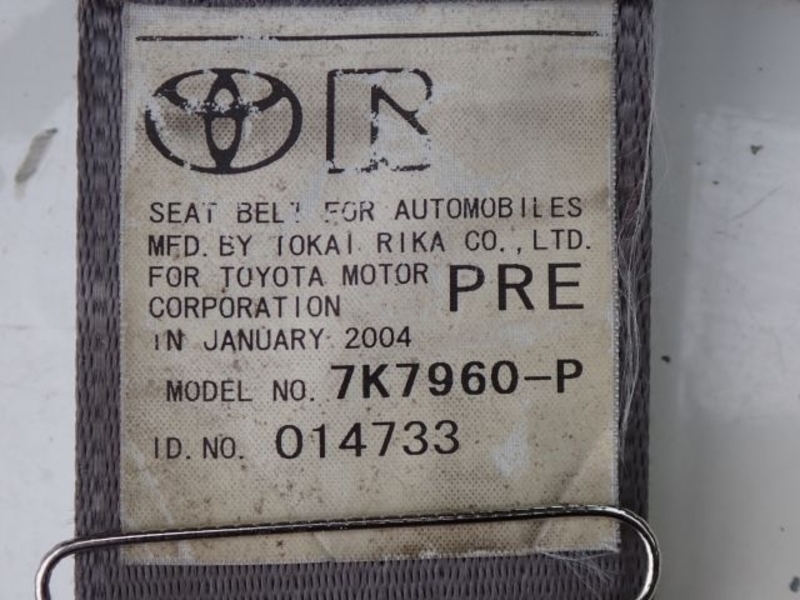 SEAT BELT FOR AUTOMOBILES
MFD. BY TOKAI RIKA CO., LTD.
FOR TOYOTA MOTOR
CORPORATION PRE
IN JANUARY 2004
MODEL NO. 7K7960-P
ID. NO. 014733